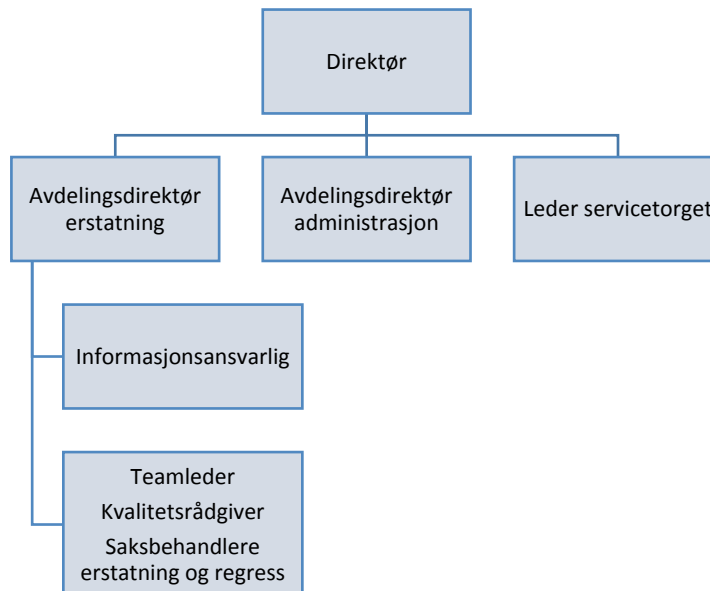 Direktør
Avdelingsdirektør
erstatning
Avdelingsdirektør
administrasjon
Leder servicetorget
Informasjonsansvarlig
Teamleder
Kvalitetsrådgiver
Saksbehandlere
erstatning og regress